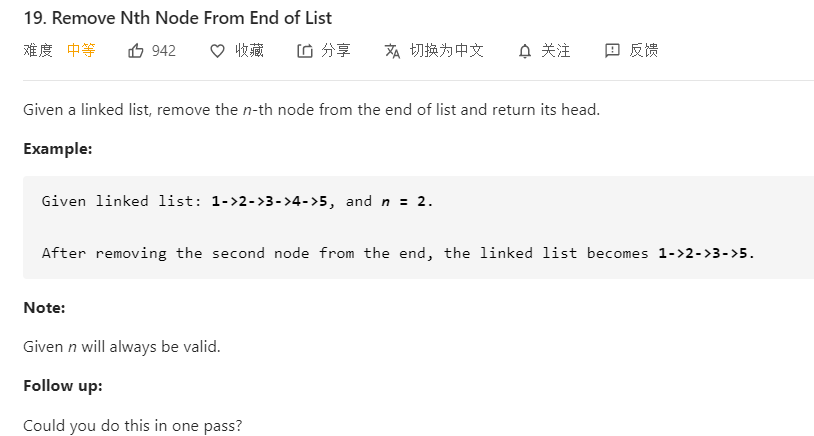 19. Remove Nth Node From End of List
难度 中等 942 收藏 分享 切换为中文 关注 反馈
Given a linked list, remove the n-th node from the end of list and return its head.
Example:
Given linked list: 1->2->3->4->5, and n = 2.
After removing the second node from the end, the linked list becomes 1->2->3->5.
Note:
Given n will always be valid.
Follow up:
Could you do this in one pass?